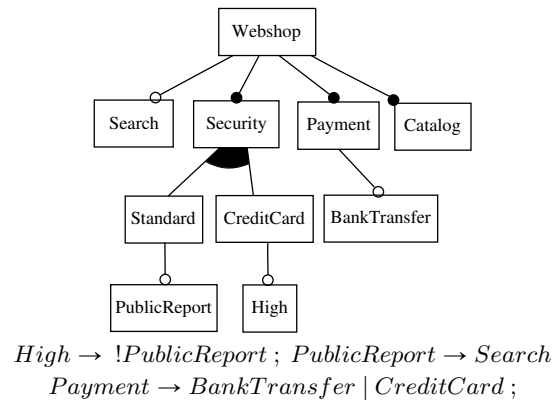 Webshop
Search Security Payment Catalog
Standard CreditCard BankTransfer
PublicReport High
High → !PublicReport ; PublicReport → Search
Payment → BankTransfer | CreditCard ;